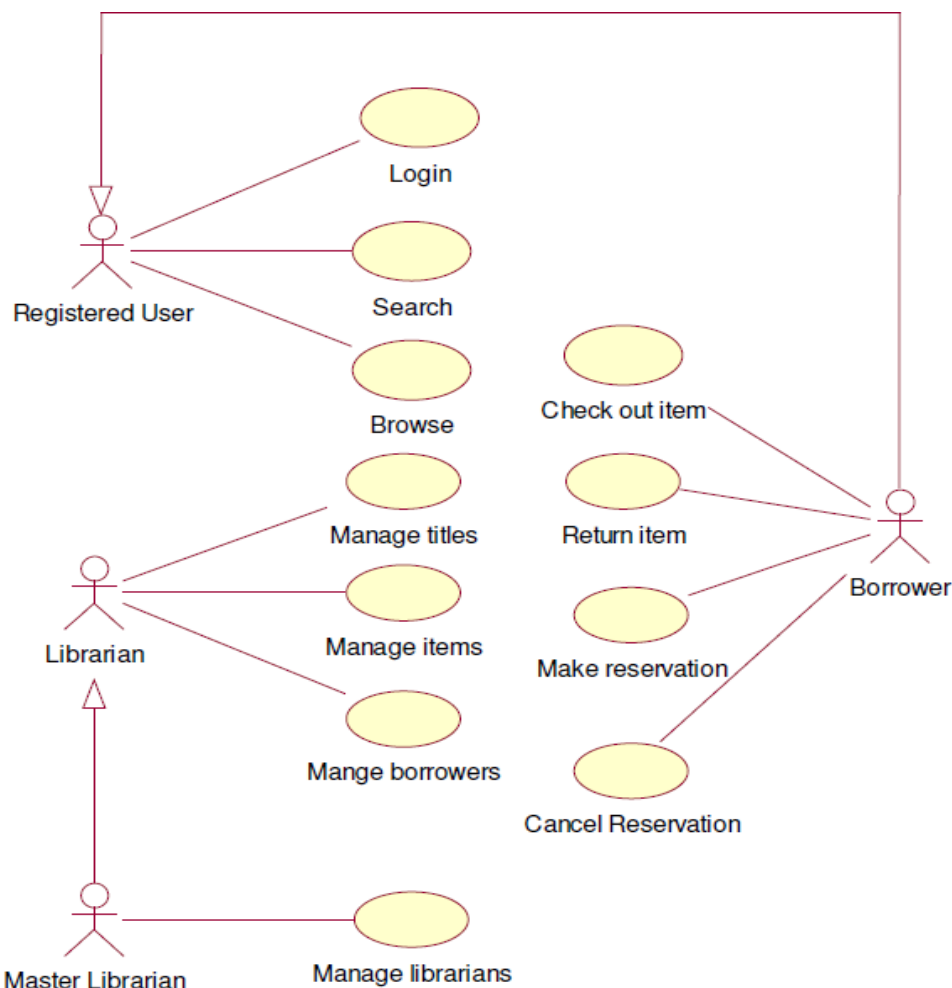 Login
Registered User
Search
Browse
Check out item
Manage titles
Return item
Borrower
Librarian
Manage items
Make reservation
Mange borrowers
Cancel Reservation
Master Librarian
Manage librarians